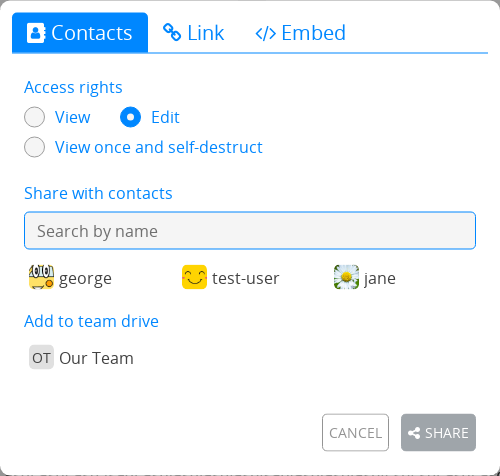 Contacts Link Embed
Access rights
View Edit
View once and self-destruct
Share with contacts
Search by name
george test-user jane
Add to team drive
OT Our Team
CANCEL SHARE